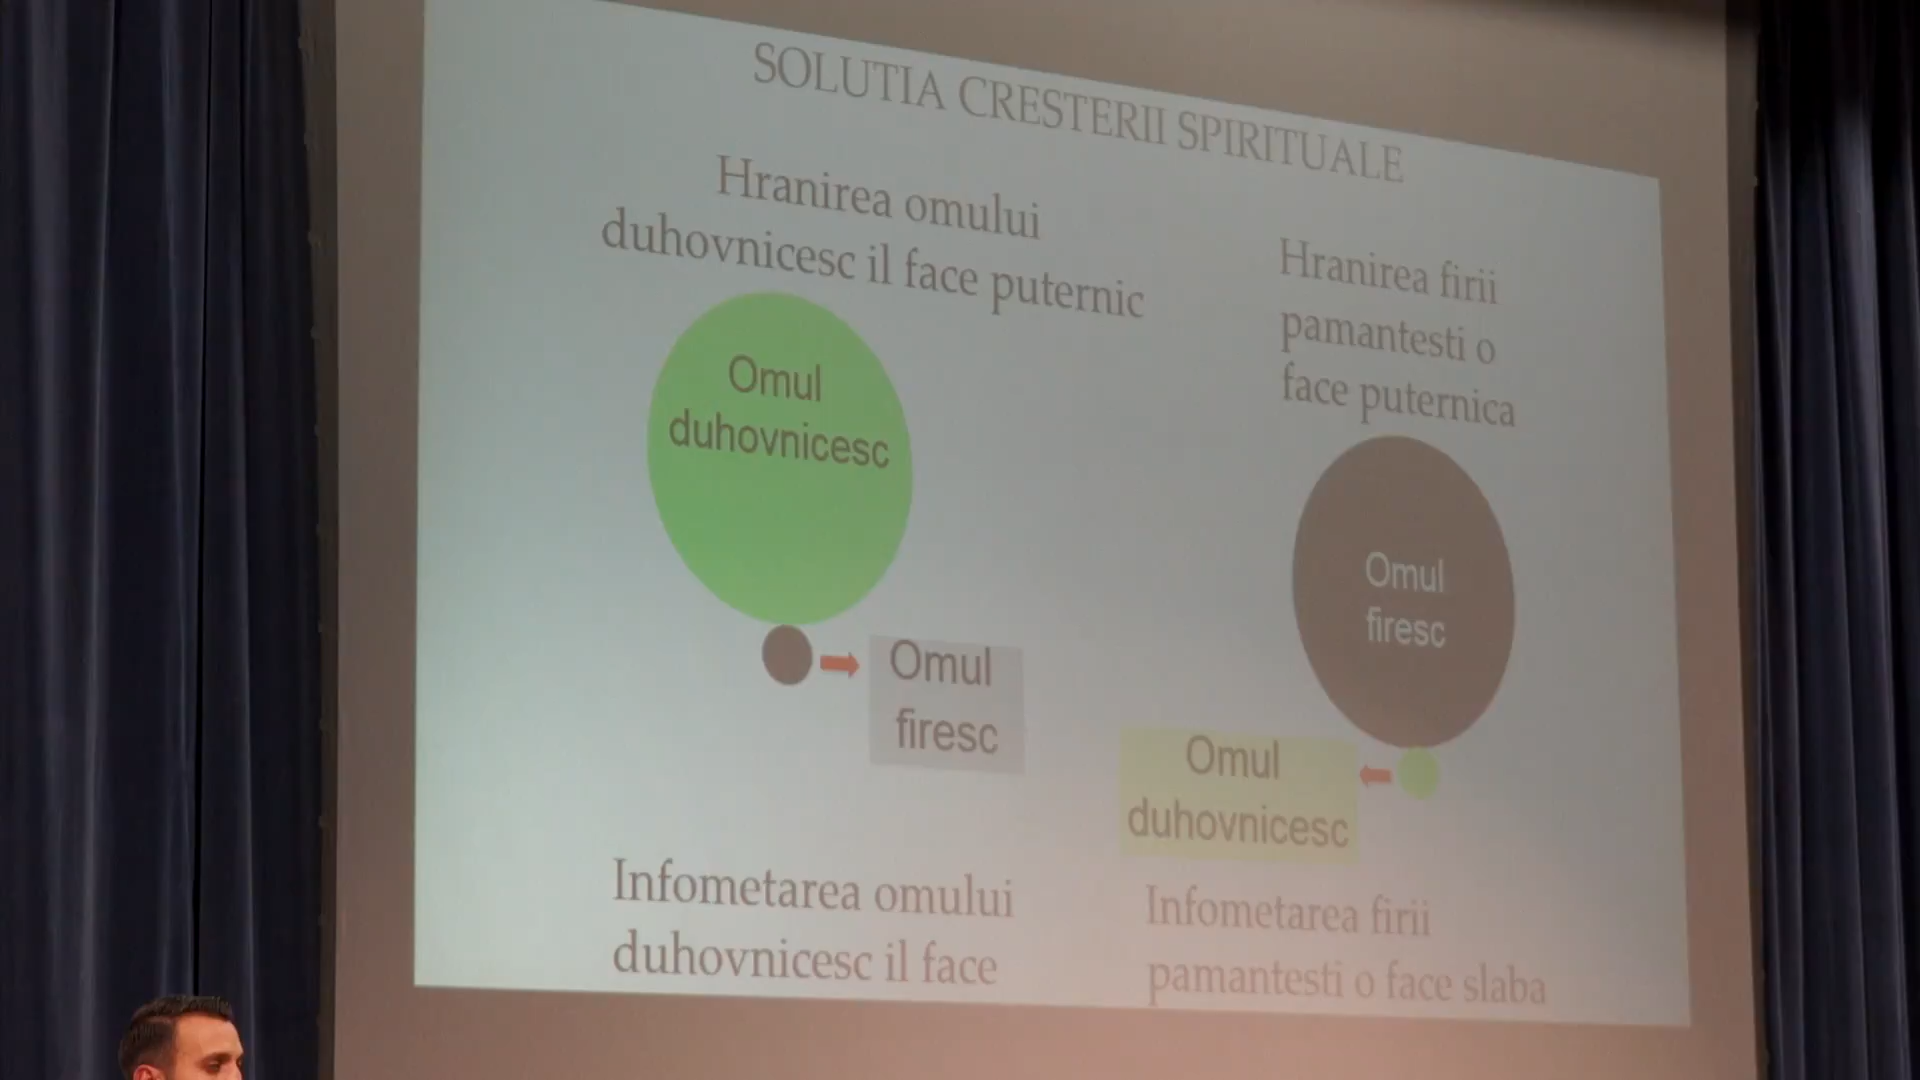 SOLUTIA CRESTERII SPIRITUALE
Hranirea omului
duhovnicesc il face puternic
Omul
duhovnicesc
Omul
firesc
Infometarea omului
duhovnicesc il face
Hranirea firii
pamantesti o
face puternica
Omul
firesc
Omul
duhovnicesc
Infometarea firii
pamantesti o face slaba